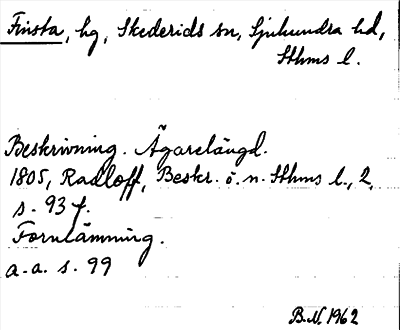 Finsta, hg, Skederids sn, Sjuhundra hd,
Sthms l.
Beskrivning. Ägarelängd.
1805, Radloff, Beskr. ö. n. Sthms l., 2,
s. 93 f.
Fornlämning.
a.a. s. 99
B.N. 1962